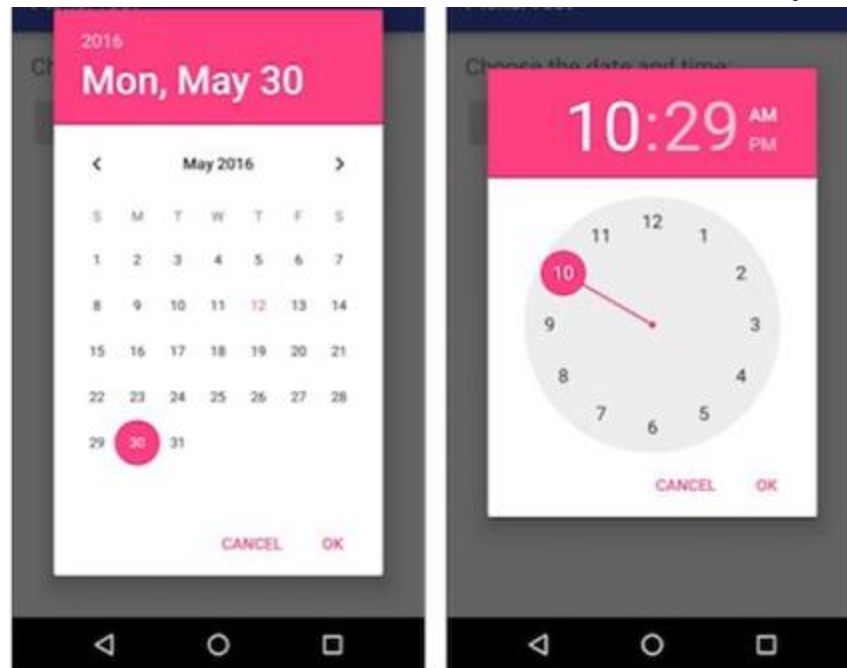 2016
Mon, May 30
May 2016
S M T W T F S
1 2 3 4 5 6 7
8 9 10 11 12 13 14
15 16 17 18 19 20 21
22 23 24 25 26 27 28
29 30 31
CANCEL OK
Choose the date and time:
10:29 AM
PM
12
11 1
10 2
9 3
8 4
7 5
6
CANCEL OK